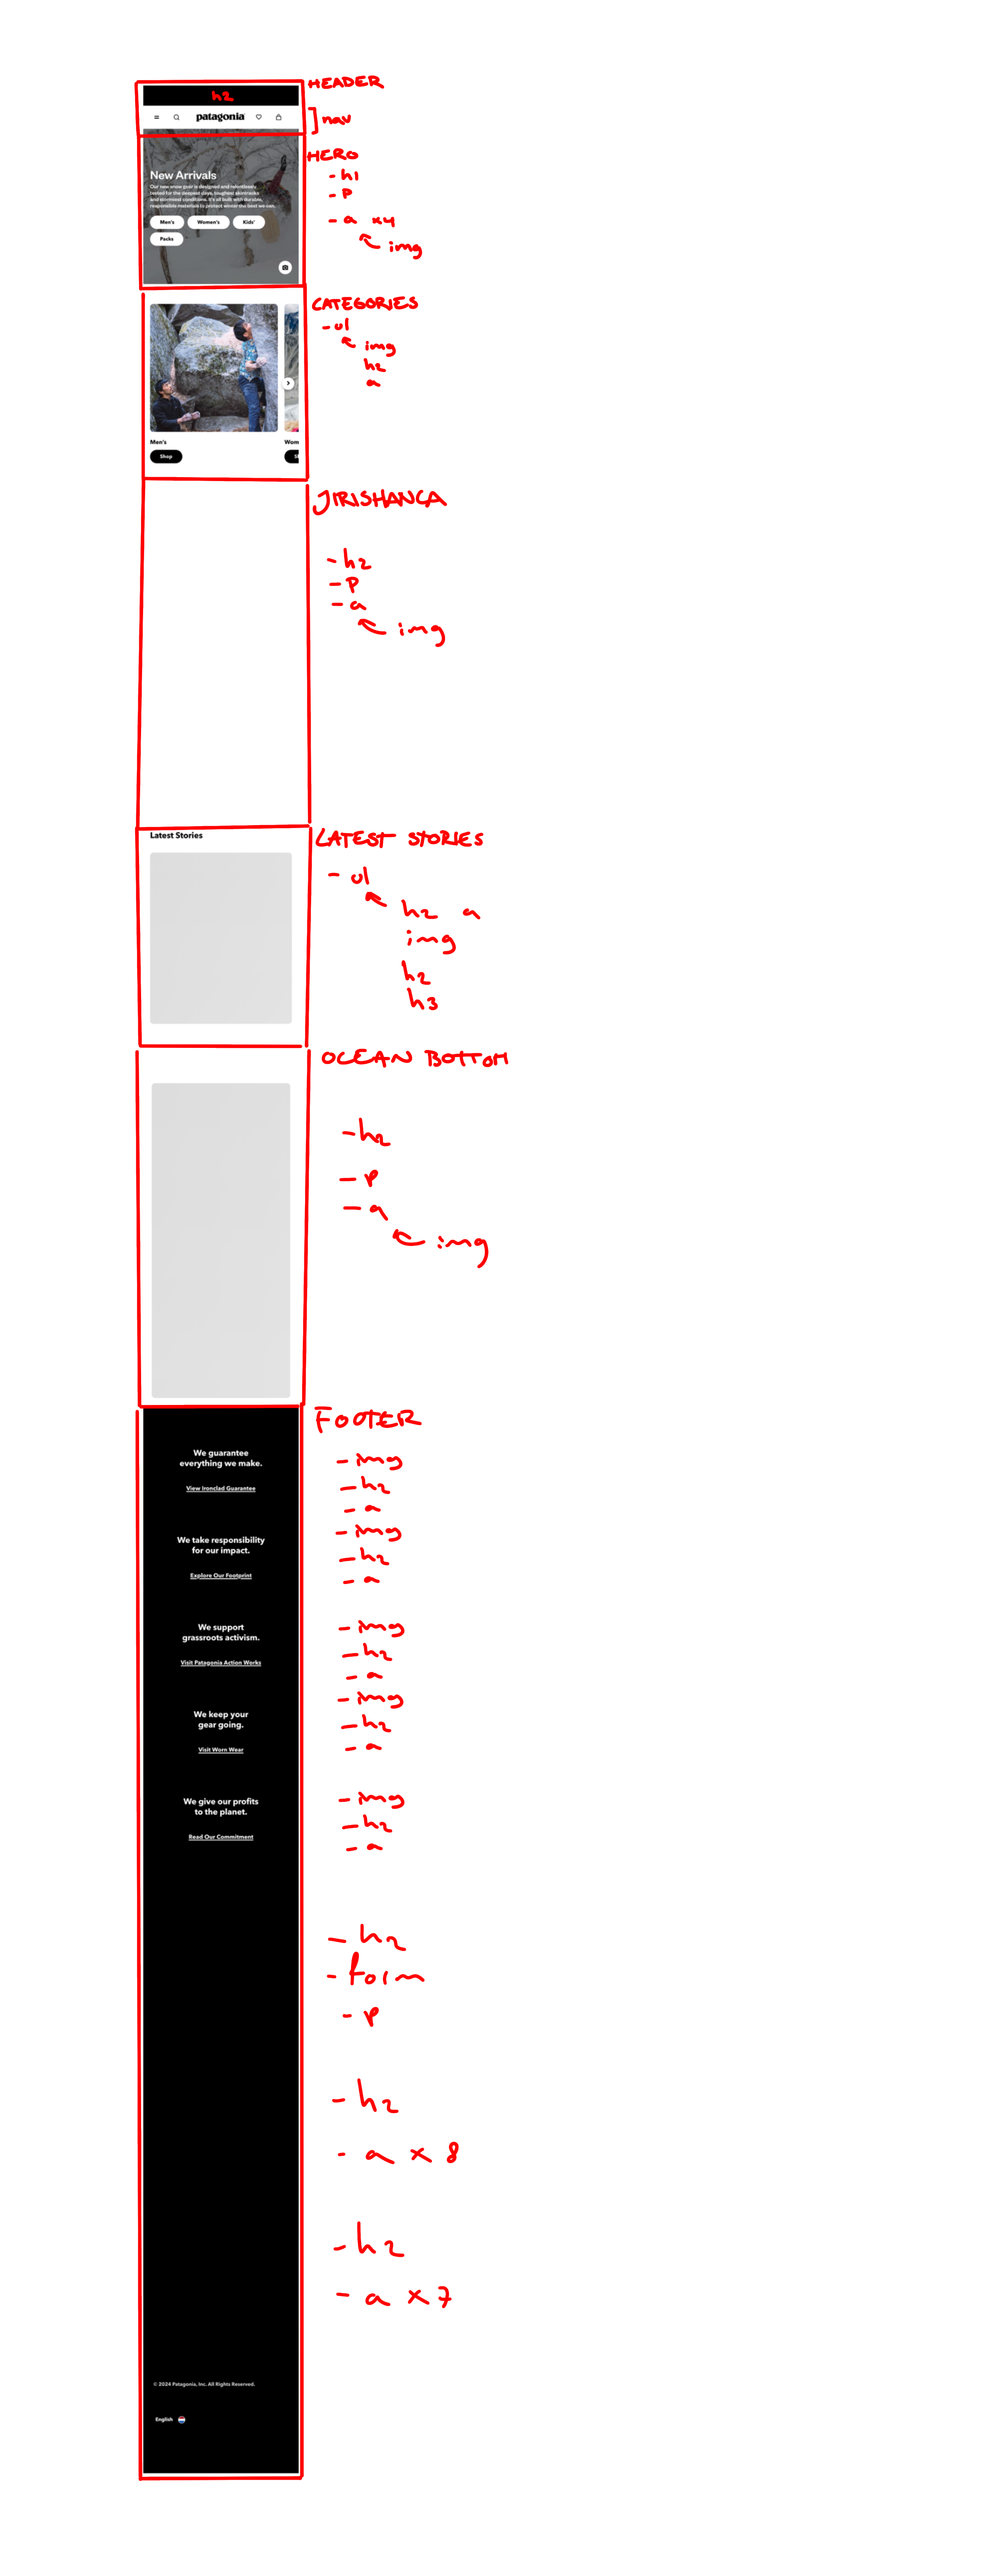 HEADER
h2
nav
patagonia
HERO
- h1
- P
- a x4
img
New Arrivals
Our new snow gear is designed and relentlessly
tested for the deepest days, toughest skintracks
and stormiest conditions. It's all built with durable,
responsible materials to protect winter the best we can.
Men's
Women's
Kids'
Packs
CATEGORIES
- ul
img
h2
a
Men's
Wom
Shop
JIRISHANCA
- h2
- P
- a
img
Latest Stories
LATEST STORIES
- ul
h2 a
img
h2
h3
OCEAN BOTTOM
- h2
- P
- a
img
FOOTER
We guarantee
everything we make.
View Ironclad Guarantee
- img
- h2
- a
We take responsibility
for our impact.
Explore Our Footprint
- img
- h2
- a
We support
grassroots activism.
Visit Patagonia Action Works
- img
- h2
- a
We keep your
gear going.
Visit Worn Wear
- img
- h2
- a
We give our profits
to the planet.
Read Our Commitment
- img
- h2
- a
- h2
- form
- P
- h2
- a x 8
- h2
- a x 7
© 2024 Patagonia, Inc. All Rights Reserved.
English